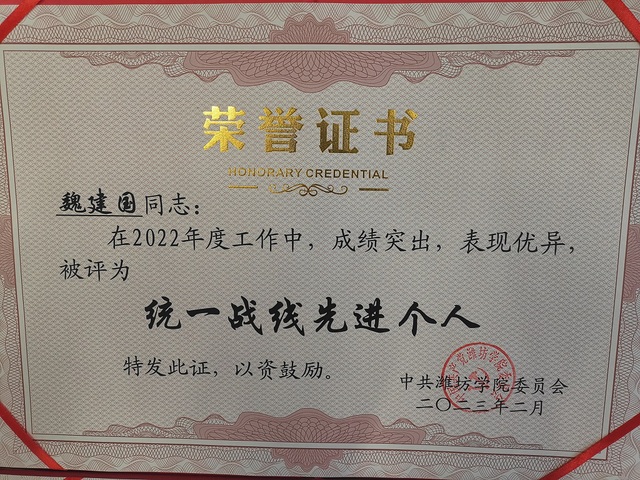 荣誉证书
HONORARY CREDENTIAL
魏建国同志：
在2022年度工作中，成绩突出，表现优异，
被评为
统一战线先进个人
特发此证，以资鼓励。
中共潍坊学院委员会
二〇二三年二月